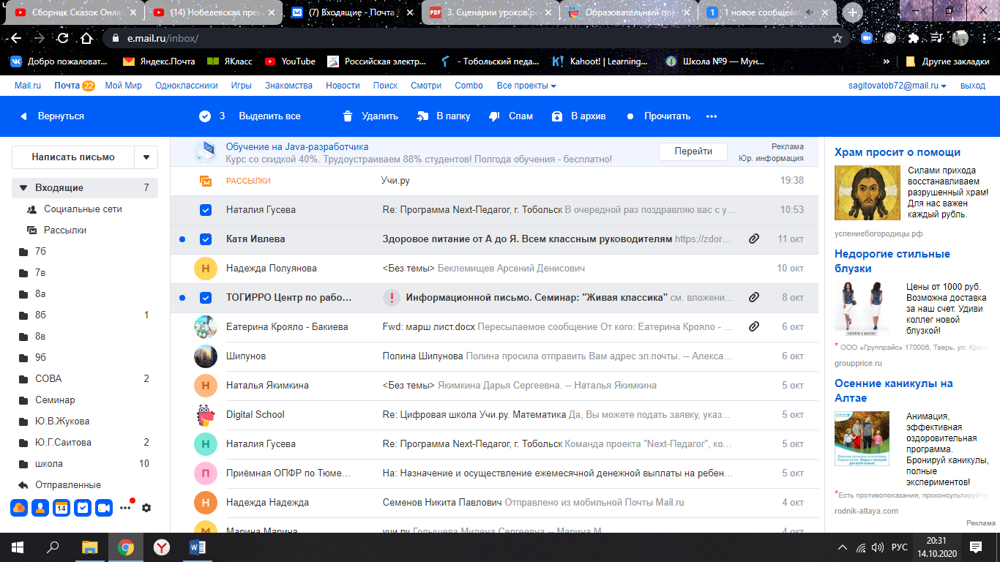 Сборник Сказок Онла
(14) Нобелевская прем
(7) Входящие - Почта
PDF 3. Сценарии уроков.pd
Образовательный пор
1 1 новое сообщени
e.mail.ru/inbox/
Добро пожаловат... Яндекс.Почта ЯКласс YouTube Российская электр... - Тобольский педа... Kahoot! | Learning... Школа №9 — Мун... » Другие закладки
Mail.ru Почта 22 Мой Мир Одноклассники Игры Знакомства Новости Поиск Смотри Combo Все проекты sagitovatob72@mail.ru выход
Вернуться 3 Выделить все Удалить В папку Спам В архив Прочитать
Написать письмо
Входящие 7
Социальные сети
Рассылки
7б
7в
8а
8б 1
8в
9б
СОВА 2
Семинар
Ю.В.Жукова
Ю.Г.Саитова 2
школа 10
Отправленные
14
Обучение на Java-разработчика
Курс со скидкой 40%. Трудоустраиваем 88% студентов! Полгода обучения - бесплатно!
Перейти
Реклама
Юр. информация
РАССЫЛКИ Учи.ру 19:38
Наталия Гусева Re: Программа Next-Педагог, г. Тобольск В очередной раз поздравляю вас с у… 10:53
Катя Ивлева Здоровое питание от А до Я. Всем классным руководителям https://zdor… 11 окт
Н Надежда Полуянова <Без темы> Беклемищев Арсений Денисович 10 окт
ТОГИРРО Центр по рабо… Информационной письмо. Семинар: "Живая классика" см. вложени… 8 окт
Еатерина Крояло - Бакиева Fwd: марш лист.docx Пересылаемое сообщение От кого: Еатерина Крояло - … 6 окт
Шипунов Полина Шипунова Полина просила отправить Вам адрес эл.почты. -- Алекса… 6 окт
Н Наталья Якимкина <Без темы> Якимкина Дарья Сергеевна. -- Наталья Якимкина 5 окт
Digital School Re: Цифровая школа Учи.ру. Математика Да, Вы можете подать заявку, указ… 5 окт
Н Наталия Гусева Re: Программа Next-Педагог, г. Тобольск Команда проекта "Next-Педагог", ко… 5 окт
П Приёмная ОПФР по Тюме… На: Назначение и осуществление ежемесячной денежной выплаты на ребен… 5 окт
Н Надежда Надежда Семенов Никита Павлович Отправлено из мобильной Почты Mail.ru 4 окт
М Марина Марина учи.ру Голышева Милена Сергеевна -- Марина М 4 окт
Храм просит о помощи
Силами прихода
восстанавливаем
разрушенный храм!
Для нас важен
каждый рубль.
успениебогородицы.рф
Недорогие стильные
блузки
Цены от 1000 руб.
Возможна доставка
за наш счет. Удиви
коллег новой
блузкой!
ПЕРЕЙТИ В КАТАЛОГ
* ООО «Групппрайс» 170006, Тверь, ул. Крас
groupprice.ru
Осенние каникулы на
Алтае
Анимация,
эффективная
оздоровительная
программа.
Бронируй каникулы,
полные
экспериментов!
*Есть противопоказания, проконсультируйте
rodnik-altaya.com
Реклама
РУС
20:31
14.10.2020